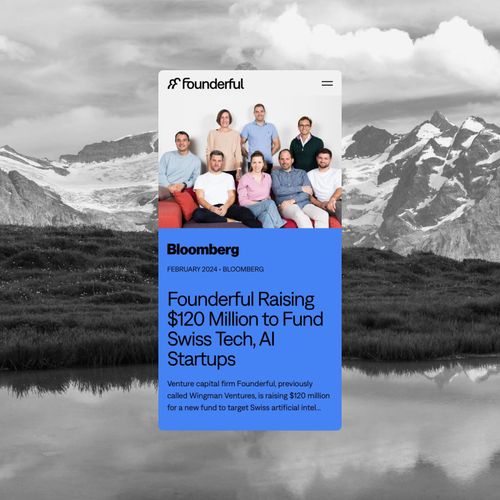 Founderful
Bloomberg
FEBRUARY 2024 • BLOOMBERG
Founderful Raising
$120 Million to Fund
Swiss Tech, AI
Startups
Venture capital firm Founderful, previously
called Wingman Ventures, is raising $120 million
for a new fund to target Swiss artificial intel...